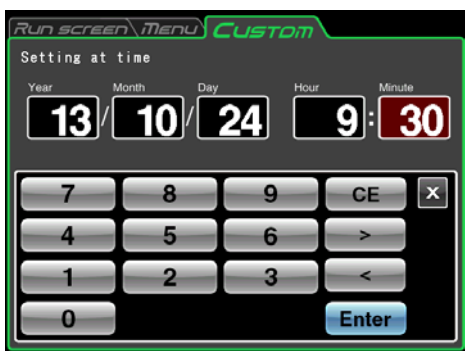 Run screen Menu Custom
Setting at time
Year Month Day Hour Minute
13 / 10 / 24 9 : 30
7 8 9 CE X
4 5 6 >
1 2 3 <
0 Enter